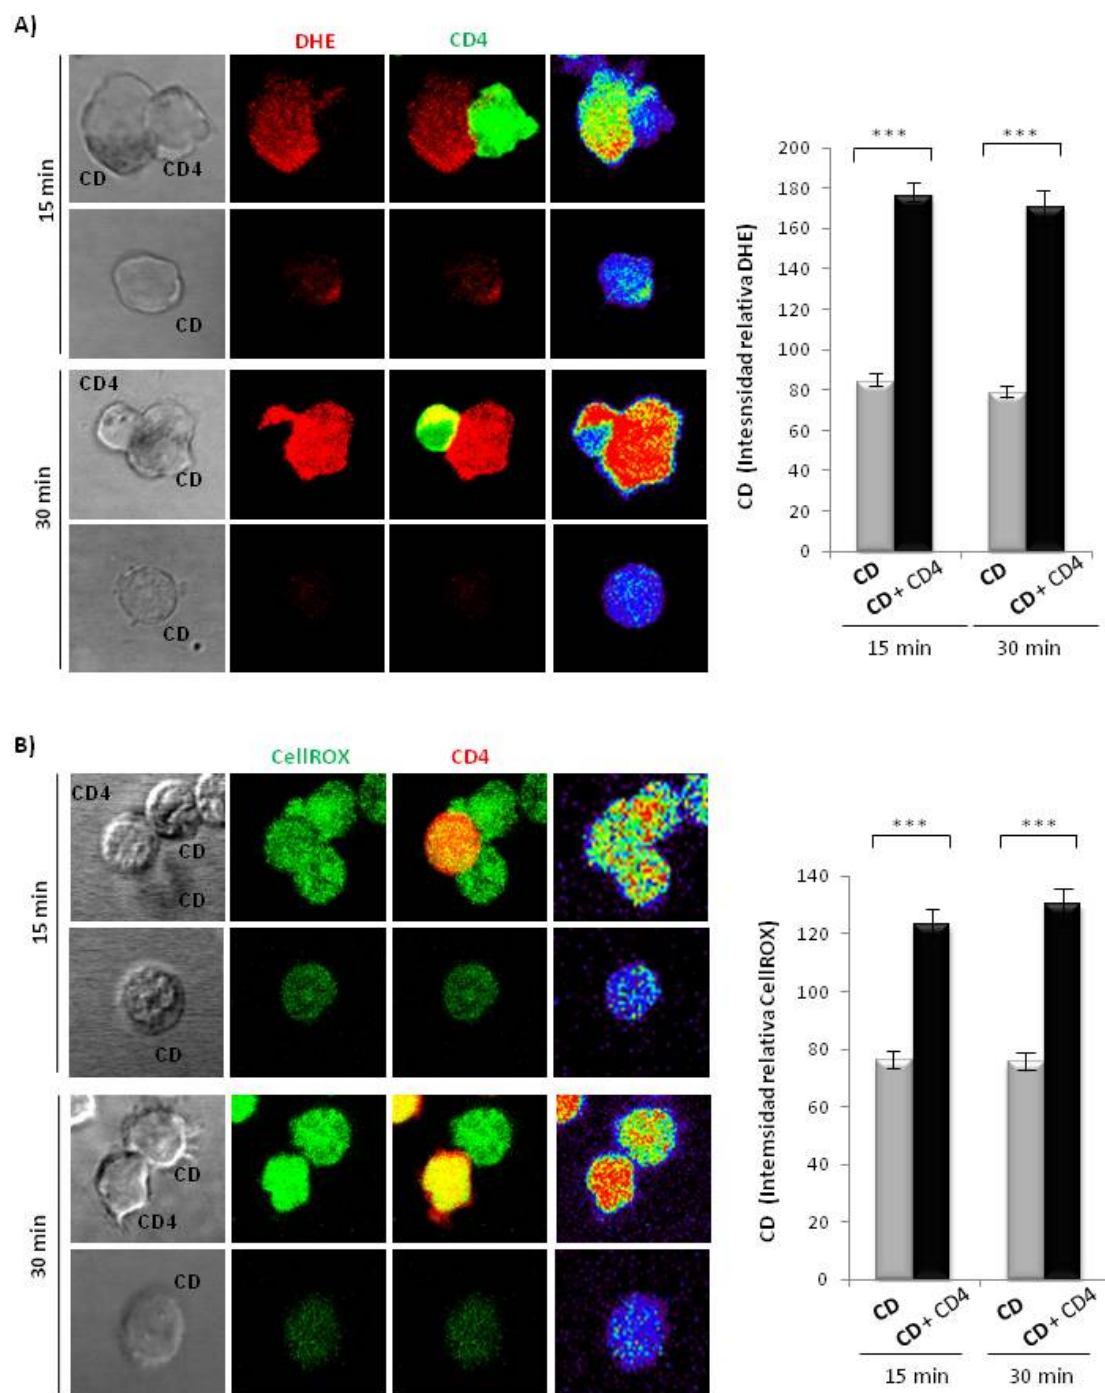 A)
DHE CD4
15 min
CD CD4
CD
30 min
CD4
CD
CD
CD (Intesnsidad relativa DHE)
*** ***
200
180
160
140
120
100
80
60
40
20
0
CD CD + CD4 CD CD + CD4
15 min 30 min
B)
CellROX CD4
15 min
CD4
CD
CD
CD
30 min
CD
CD4
CD
CD (Intemsidad relativa CellROX)
*** ***
140
120
100
80
60
40
20
0
CD CD + CD4 CD CD + CD4
15 min 30 min